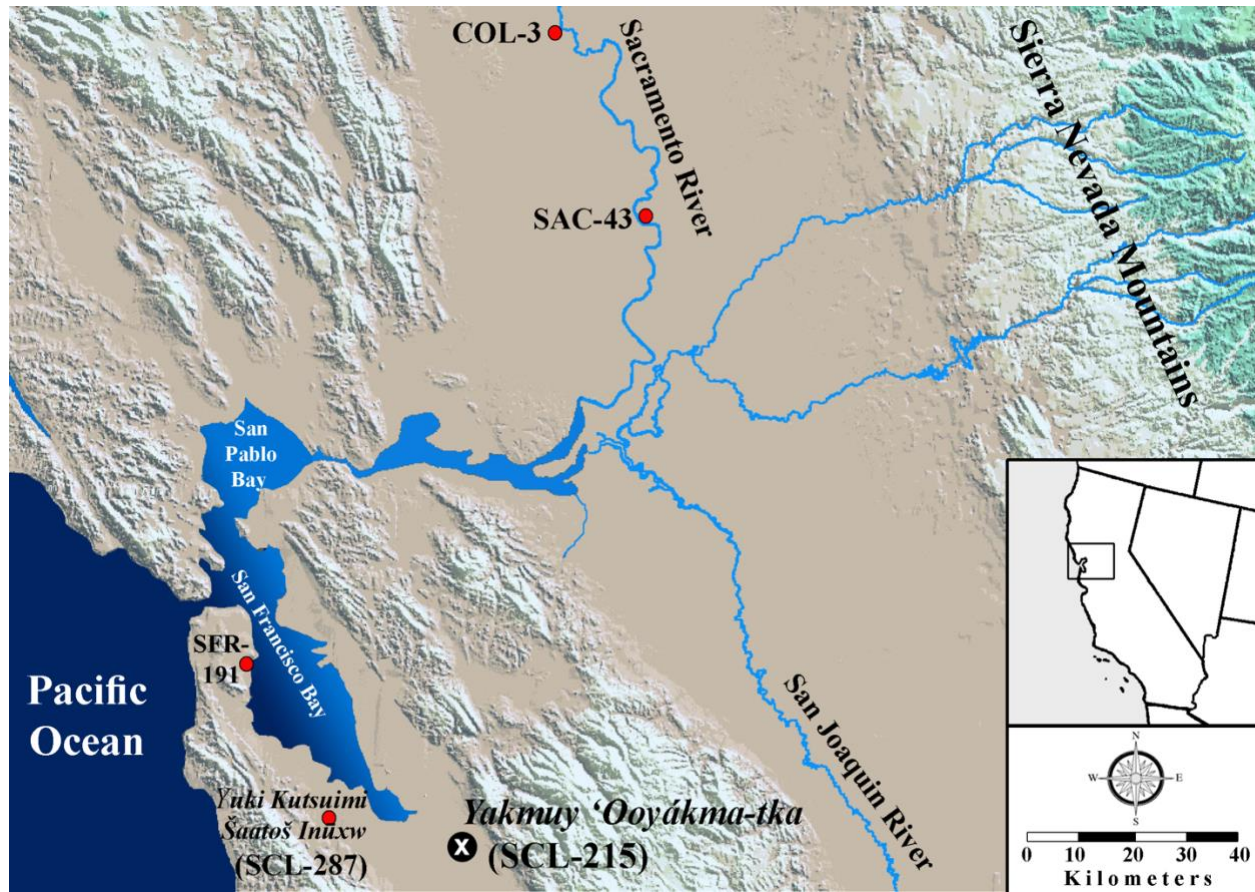 COL-3
Sacramento River
Sierra Nevada Mountains
SAC-43
San
Pablo
Bay
San Francisco Bay
SFR-
191
Pacific
Ocean
San Joaquin River
Yuki Kutsuimi
Šaatoš Inúxw
(SCL-287)
Yakmuy ‘Ooyákma-tka
X
(SCL-215)
N
W
E
S
0 10 20 30 40
Kilometers